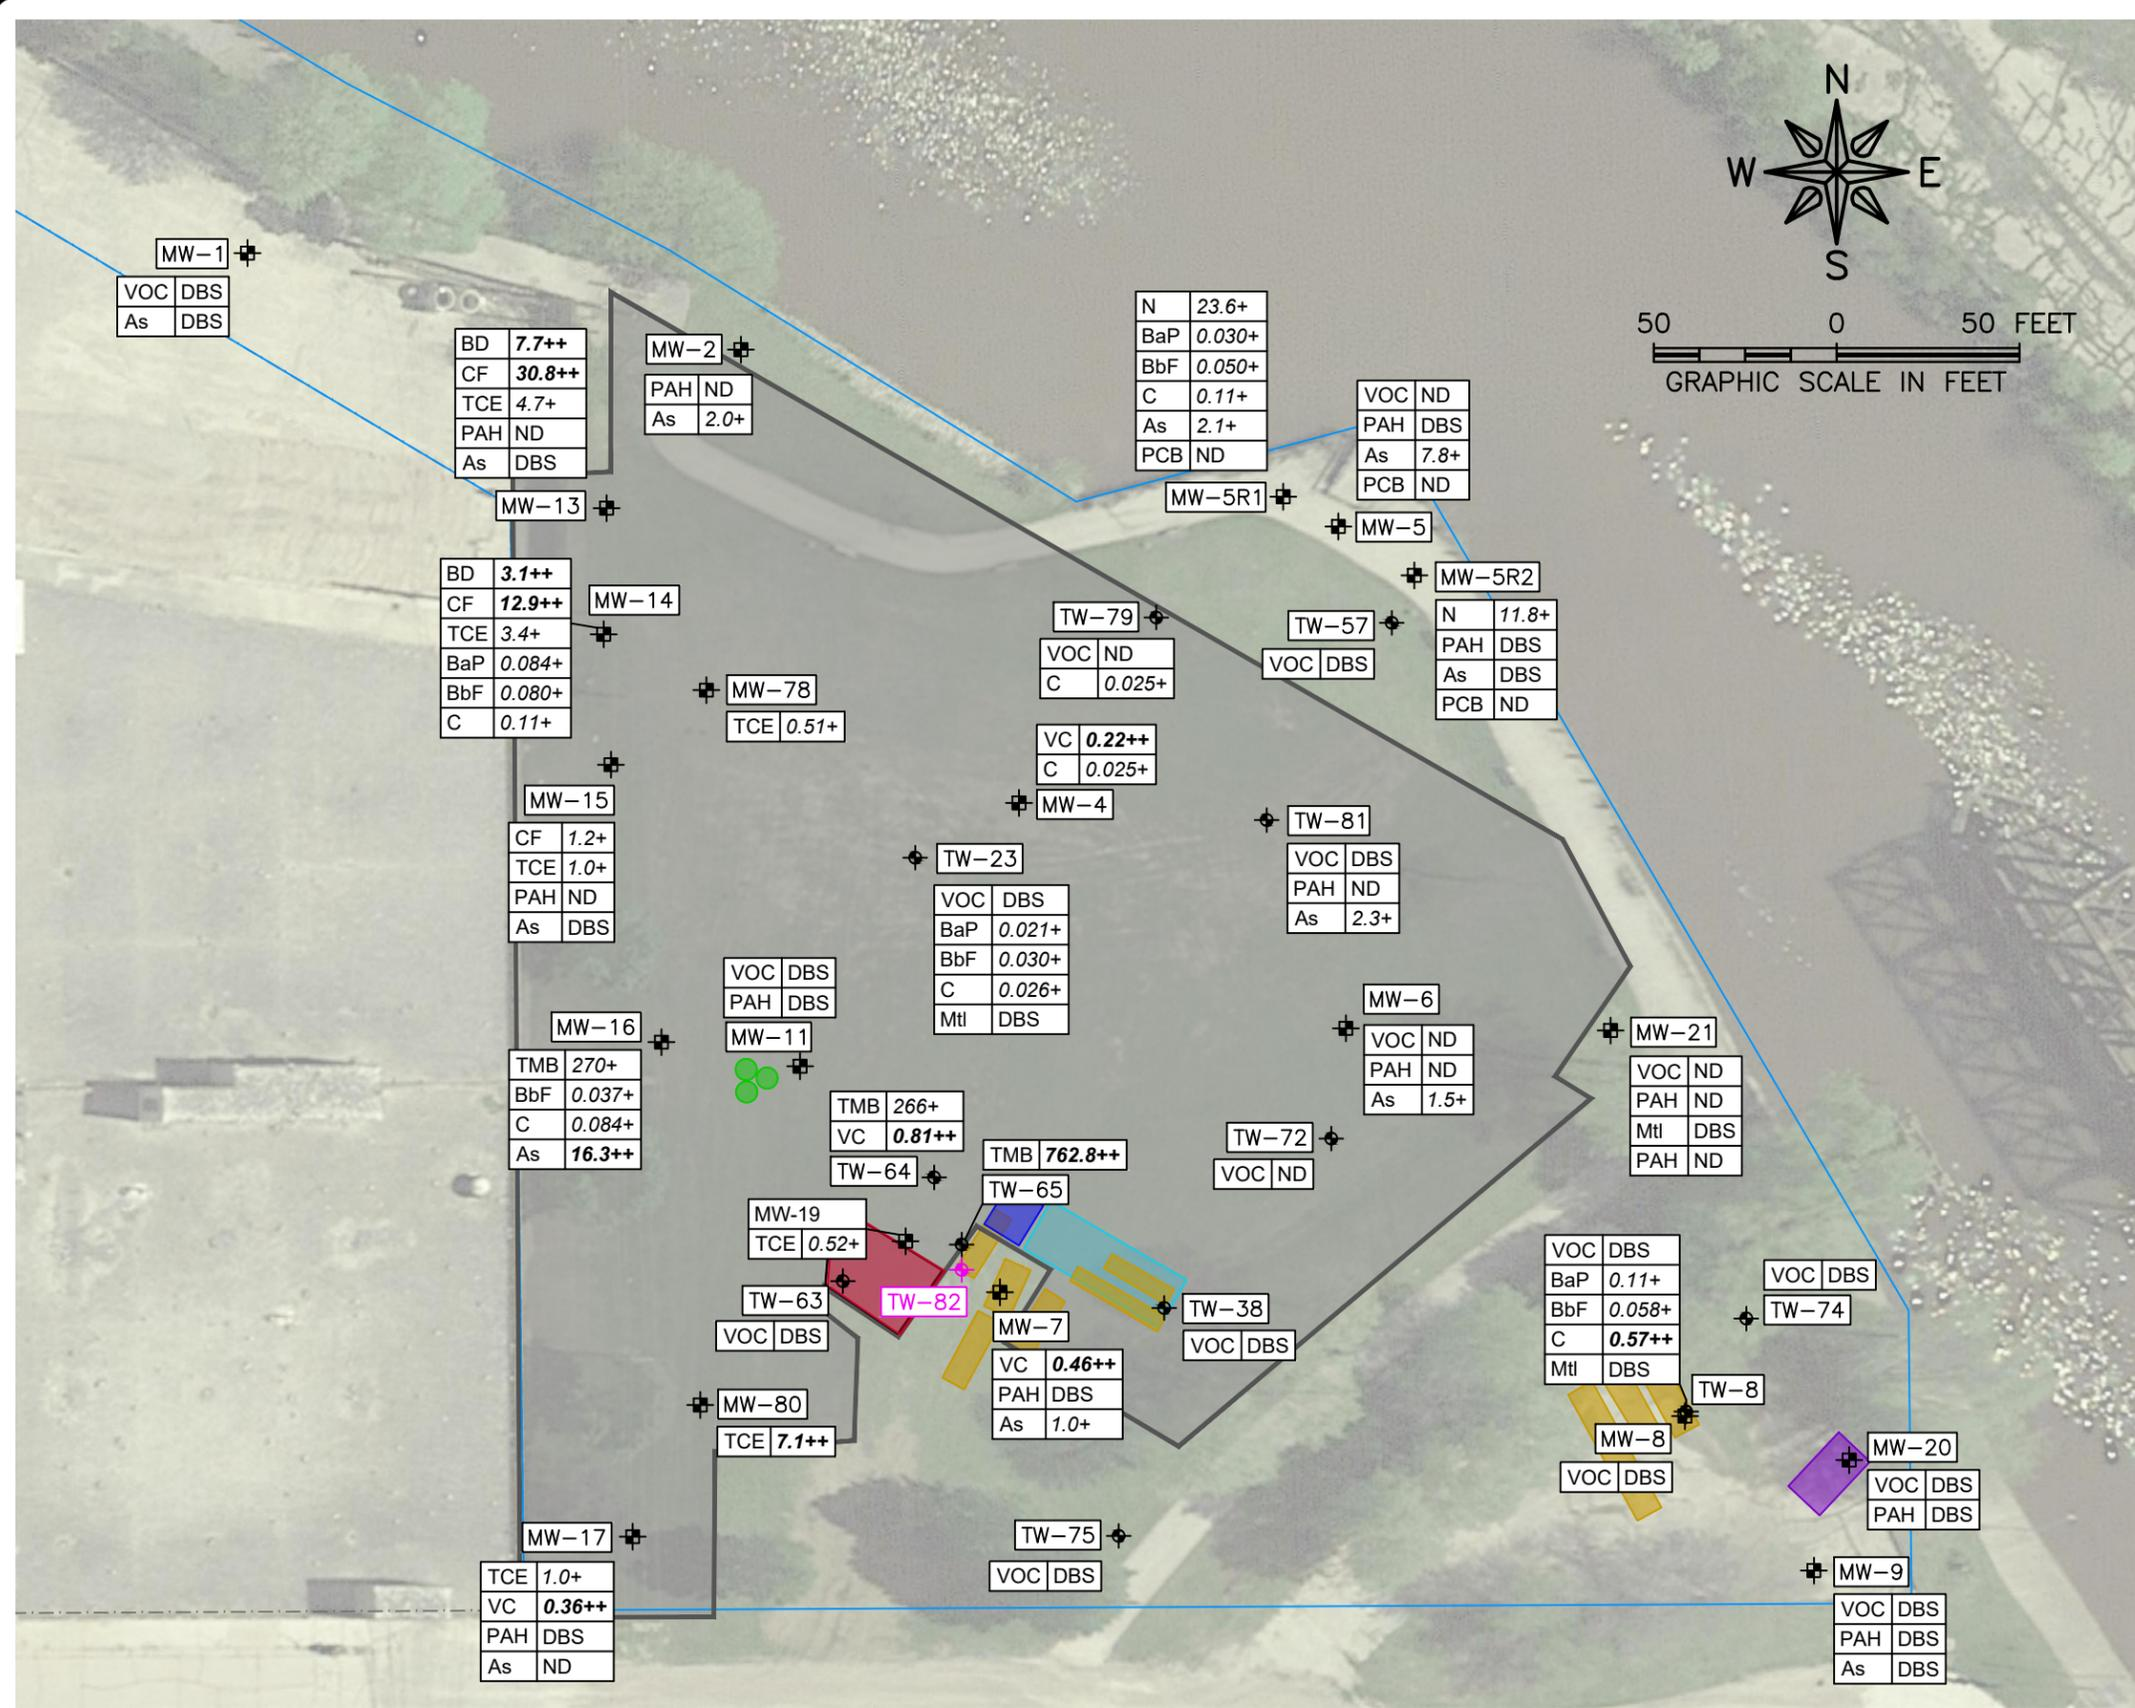 N
W E
S
50 0 50 FEET
GRAPHIC SCALE IN FEET
MW-1
VOC DBS
As DBS
BD 7.7++
CF 30.8++
TCE 4.7+
PAH ND
As DBS
MW-13
MW-2
PAH ND
As 2.0+
N 23.6+
BaP 0.030+
BbF 0.050+
C 0.11+
As 2.1+
PCB ND
MW-5R1
VOC ND
PAH DBS
As 7.8+
PCB ND
MW-5
MW-5R2
N 11.8+
PAH DBS
As DBS
PCB ND
BD 3.1++
CF 12.9++
TCE 3.4+
BaP 0.084+
BbF 0.080+
C 0.11+
MW-14
TW-79
VOC ND
C 0.025+
TW-57
VOC DBS
MW-78
TCE 0.51+
VC 0.22++
C 0.025+
MW-4
MW-15
CF 1.2+
TCE 1.0+
PAH ND
As DBS
TW-23
VOC DBS
BaP 0.021+
BbF 0.030+
C 0.026+
Mtl DBS
TW-81
VOC DBS
PAH ND
As 2.3+
VOC DBS
PAH DBS
MW-11
MW-16
TMB 270+
BbF 0.037+
C 0.084+
As 16.3++
MW-6
VOC ND
PAH ND
As 1.5+
MW-21
VOC ND
PAH ND
Mtl DBS
PAH ND
TMB 266+
VC 0.81++
TW-64
TMB 762.8++
TW-65
TW-72
VOC ND
MW-19
TCE 0.52+
TW-63
VOC DBS
TW-82
MW-7
VC 0.46++
PAH DBS
As 1.0+
TW-38
VOC DBS
VOC DBS
BaP 0.11+
BbF 0.058+
C 0.57++
Mtl DBS
TW-8
VOC DBS
TW-74
MW-8
VOC DBS
MW-20
VOC DBS
PAH DBS
MW-80
TCE 7.1++
MW-17
TCE 1.0+
VC 0.36++
PAH DBS
As ND
TW-75
VOC DBS
MW-9
VOC DBS
PAH DBS
As DBS